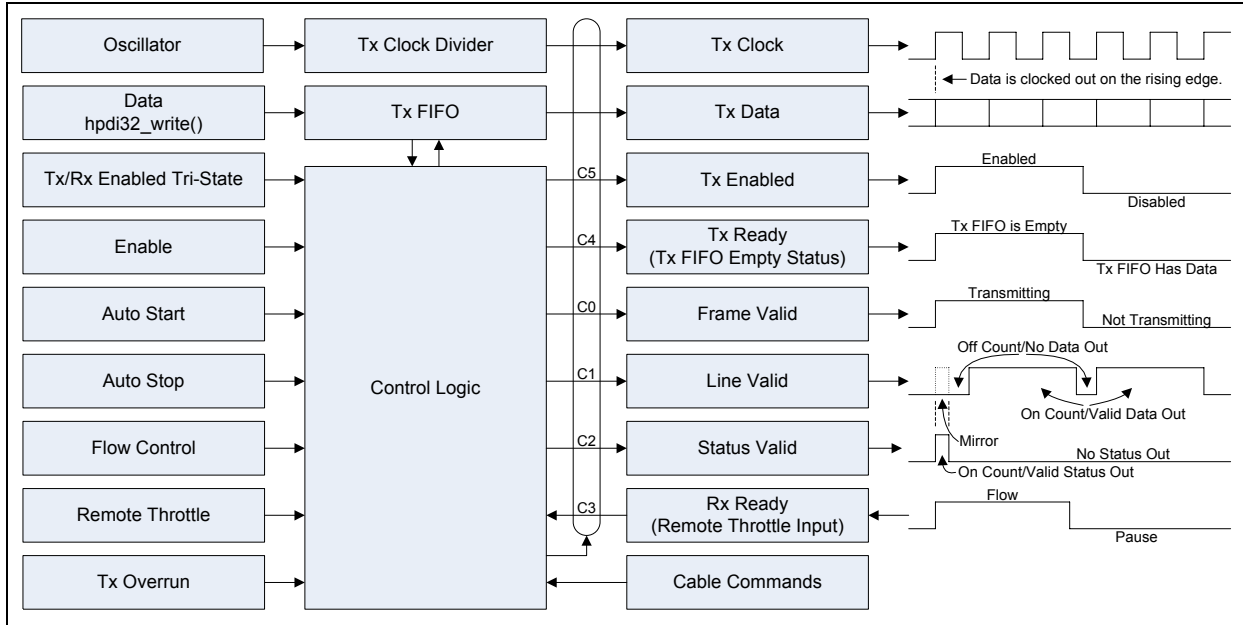 Oscillator
Tx Clock Divider
Tx Clock
Data is clocked out on the rising edge.
Data
hpdi32_write()
Tx FIFO
Tx Data
Tx/Rx Enabled Tri-State
C5
Tx Enabled
Enabled
Disabled
Enable
C4
Tx Ready
(Tx FIFO Empty Status)
Tx FIFO is Empty
Tx FIFO Has Data
Auto Start
C0
Frame Valid
Transmitting
Not Transmitting
Auto Stop
Control Logic
C1
Line Valid
Off Count/No Data Out
On Count/Valid Data Out
Mirror
Flow Control
C2
Status Valid
No Status Out
On Count/Valid Status Out
Remote Throttle
C3
Rx Ready
(Remote Throttle Input)
Flow
Pause
Tx Overrun
Cable Commands